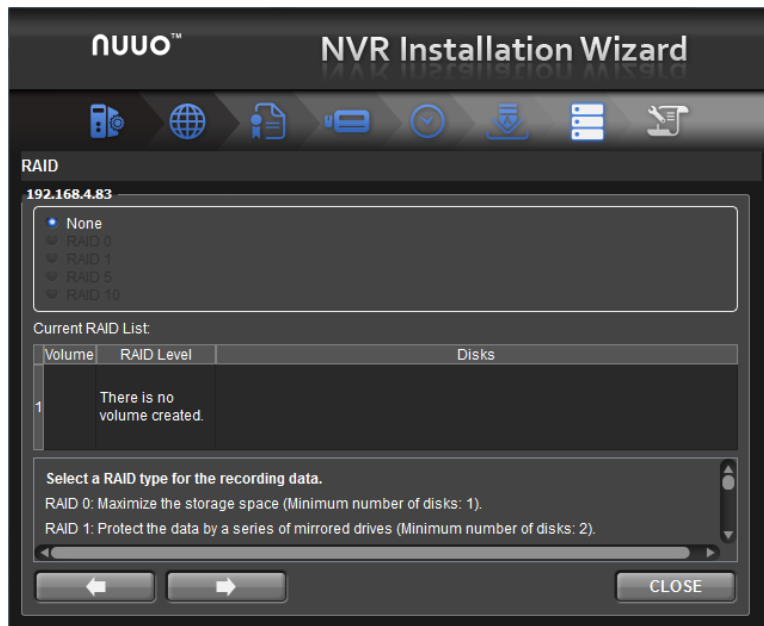 nuuo™
NVR Installation Wizard
RAID
192.168.4.83
None
RAID 0
RAID 1
RAID 5
RAID 10
Current RAID List:
Volume RAID Level Disks
1 There is no
volume created.
Select a RAID type for the recording data.
RAID 0: Maximize the storage space (Minimum number of disks: 1).
RAID 1: Protect the data by a series of mirrored drives (Minimum number of disks: 2).
CLOSE